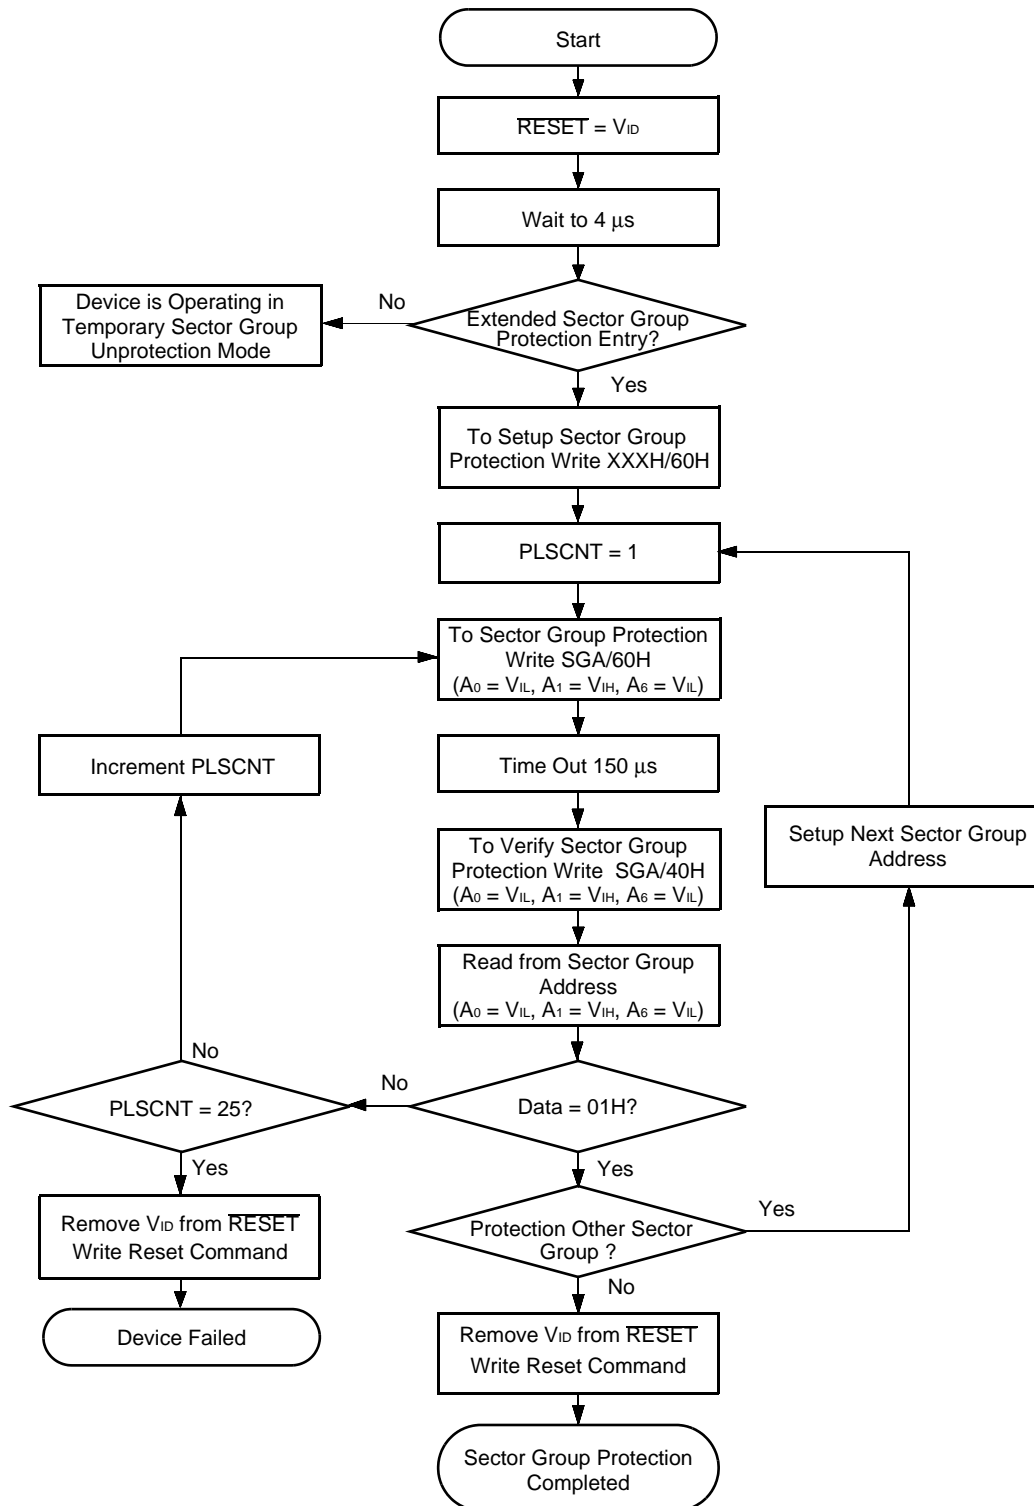 Start
RESET = VID
Wait to 4 μs
Device is Operating in
Temporary Sector Group
Unprotection Mode
No
Extended Sector Group
Protection Entry?
Yes
To Setup Sector Group
Protection Write XXXH/60H
PLSCNT = 1
To Sector Group Protection
Write SGA/60H
(A0 = VIL, A1 = VIH, A6 = VIL)
Increment PLSCNT
Time Out 150 μs
To Verify Sector Group
Protection Write SGA/40H
(A0 = VIL, A1 = VIH, A6 = VIL)
Setup Next Sector Group
Address
Read from Sector Group
Address
(A0 = VIL, A1 = VIH, A6 = VIL)
No
PLSCNT = 25?
No
Data = 01H?
Yes
Yes
Remove VID from RESET
Write Reset Command
Protection Other Sector
Group ?
Yes
No
Device Failed
Remove VID from RESET
Write Reset Command
Sector Group Protection
Completed